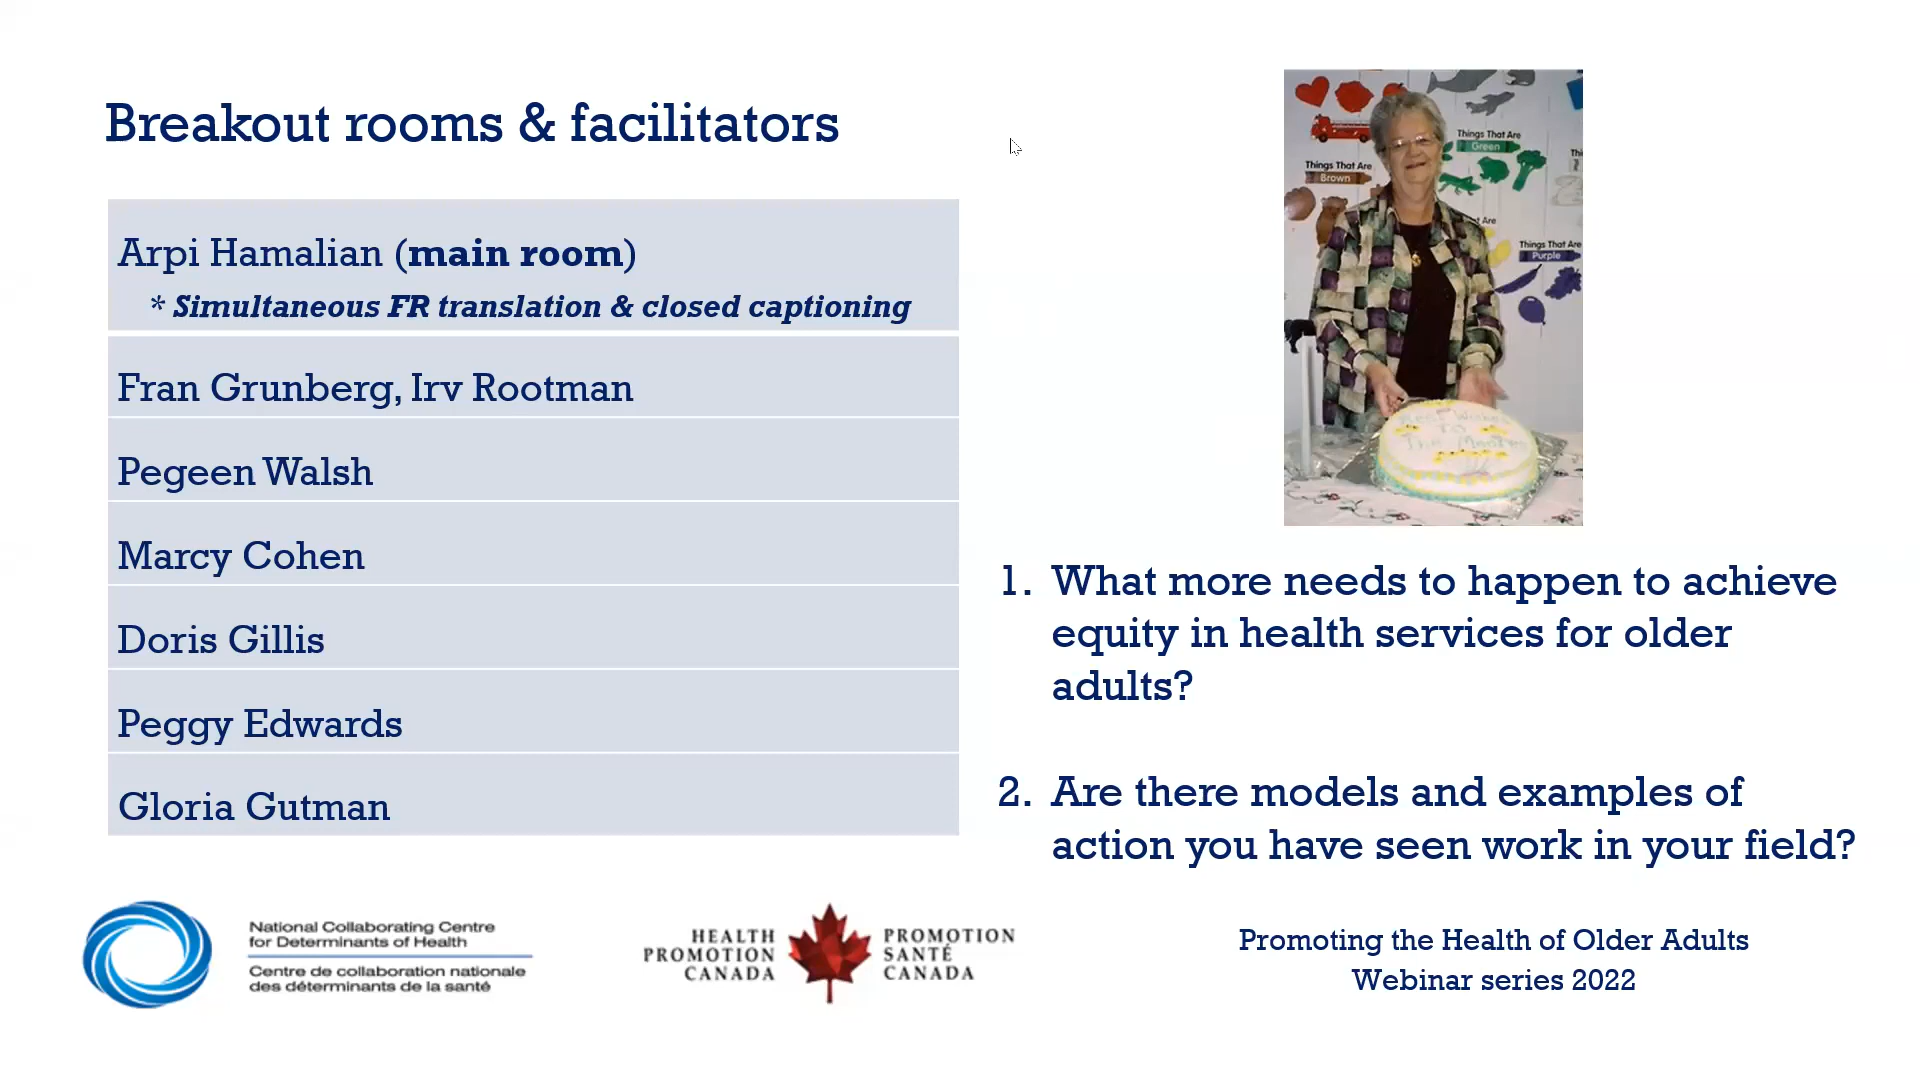 Breakout rooms & facilitators
Arpi Hamalian (main room)
* Simultaneous FR translation & closed captioning
Fran Grunberg, Irv Rootman
Pegeen Walsh
Marcy Cohen
Doris Gillis
Peggy Edwards
Gloria Gutman
Things That Are
Green
Things That Are
Brown
Things That Are
Purple
Best Wishes
To
The Moores
1. What more needs to happen to achieve
equity in health services for older
adults?
2. Are there models and examples of
action you have seen work in your field?
National Collaborating Centre
for Determinants of Health
Centre de collaboration nationale
des déterminants de la santé
HEALTH
PROMOTION
CANADA
PROMOTION
SANTÉ
CANADA
Promoting the Health of Older Adults
Webinar series 2022